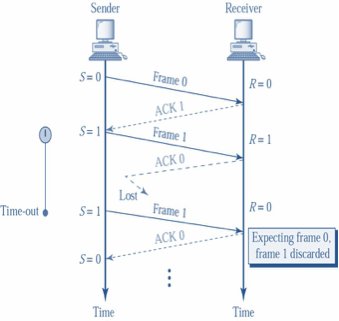 Sender
Receiver
S = 0
Frame 0
R = 0
ACK 1
S = 1
Frame 1
R = 1
ACK 0
Lost
Time-out
S = 1
Frame 1
R = 0
ACK 0
Expecting frame 0,
frame 1 discarded
S = 0
Time
Time